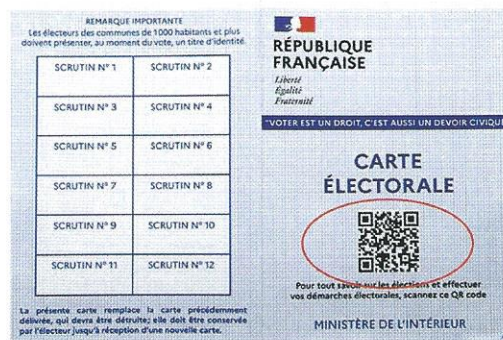 REMARQUE IMPORTANTE
Les électeurs des communes de 1000 habitants et plus
doivent présenter, au moment du vote, un titre d'identité.
SCRUTIN N° 1 SCRUTIN N° 2
SCRUTIN N° 3 SCRUTIN N° 4
SCRUTIN N° 5 SCRUTIN N° 6
SCRUTIN N° 7 SCRUTIN N° 8
SCRUTIN N° 9 SCRUTIN N° 10
SCRUTIN N° 11 SCRUTIN N° 12
La présente carte remplace la carte précédemment
délivrée, qui devra être détruite; elle doit être conservée
par l'électeur jusqu'à réception d'une nouvelle carte.
RÉPUBLIQUE
FRANÇAISE
Liberté
Égalité
Fraternité
"VOTER EST UN DROIT, C'EST AUSSI UN DEVOIR CIVIQUE
CARTE
ÉLECTORALE
Pour tout savoir sur les élections et effectuer
vos démarches électorales, scannez ce QR code
MINISTÈRE DE L'INTÉRIEUR